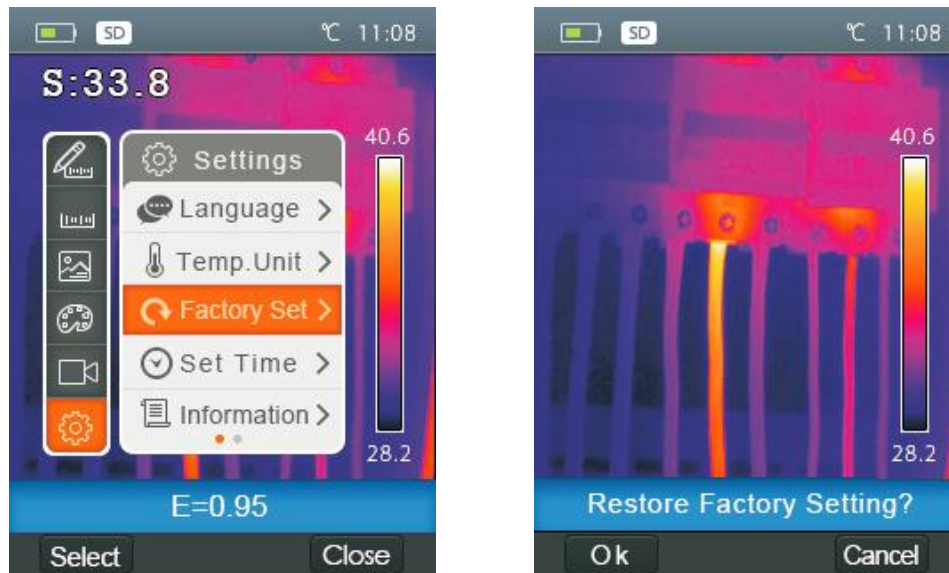 SD ℃ 11:08
S:33.8
40.6
Settings
Language >
Temp.Unit >
Factory Set >
Set Time >
Information >
28.2
E=0.95
Select Close
SD ℃ 11:08
40.6
28.2
Restore Factory Setting?
Ok Cancel